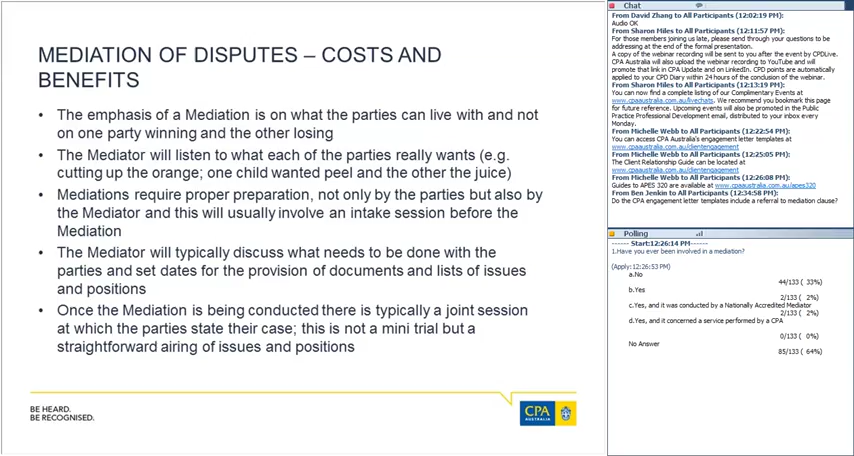 MEDIATION OF DISPUTES – COSTS AND
BENEFITS
• The emphasis of a Mediation is on what the parties can live with and not
on one party winning and the other losing
• The Mediator will listen to what each of the parties really wants (e.g.
cutting up the orange; one child wanted peel and the other the juice)
• Mediations require proper preparation, not only by the parties but also by
the Mediator and this will usually involve an intake session before the
Mediation
• The Mediator will typically discuss what needs to be done with the
parties and set dates for the provision of documents and lists of issues
and positions
• Once the Mediation is being conducted there is typically a joint session
at which the parties state their case; this is not a mini trial but a
straightforward airing of issues and positions
BE HEARD.
BE RECOGNISED.
CPA
AUSTRALIA
Chat
From David Zhang to All Participants (12:02:19 PM):
Audio OK
From Sharon Miles to All Participants (12:11:57 PM):
For those members joining us late, please send through your questions to be
addressing at the end of the formal presentation.
A copy of the webinar recording will be sent to you after the event by CPDLive.
CPA Australia will also upload the webinar recording to YouTube and will
promote that link in CPA Update and on LinkedIn. CPD points are automatically
applied to your CPD Diary within 24 hours of the conclusion of the webinar.
From Sharon Miles to All Participants (12:13:19 PM):
You can now find a complete listing of our Complimentary Events at
www.cpaaustralia.com.au/livechats. We recommend you bookmark this page
for future reference. Upcoming events will also be promoted in the Public
Practice Professional Development email, distributed to your inbox every
Monday.
From Michelle Webb to All Participants (12:22:54 PM):
You can access CPA Australia's engagement letter templates at
www.cpaaustralia.com.au/clientengagement
From Michelle Webb to All Participants (12:25:05 PM):
The Client Relationship Guide can be located at
www.cpaaustralia.com.au/clientengagement
From Michelle Webb to All Participants (12:26:08 PM):
Guides to APES 320 are available at www.cpaaustralia.com.au/apes320
From Ben Jenkin to All Participants (12:34:58 PM):
Do the CPA engagement letter templates include a referral to mediation clause?
Polling
------ Start:12:26:14 PM------
1.Have you ever been involved in a mediation?
(Apply:12:26:53 PM)
a.No
44/133 ( 33%)
b.Yes
2/133 ( 2%)
c.Yes, and it was conducted by a Nationally Accredited Mediator
2/133 ( 2%)
d.Yes, and it concerned a service performed by a CPA
0/133 ( 0%)
No Answer
85/133 ( 64%)